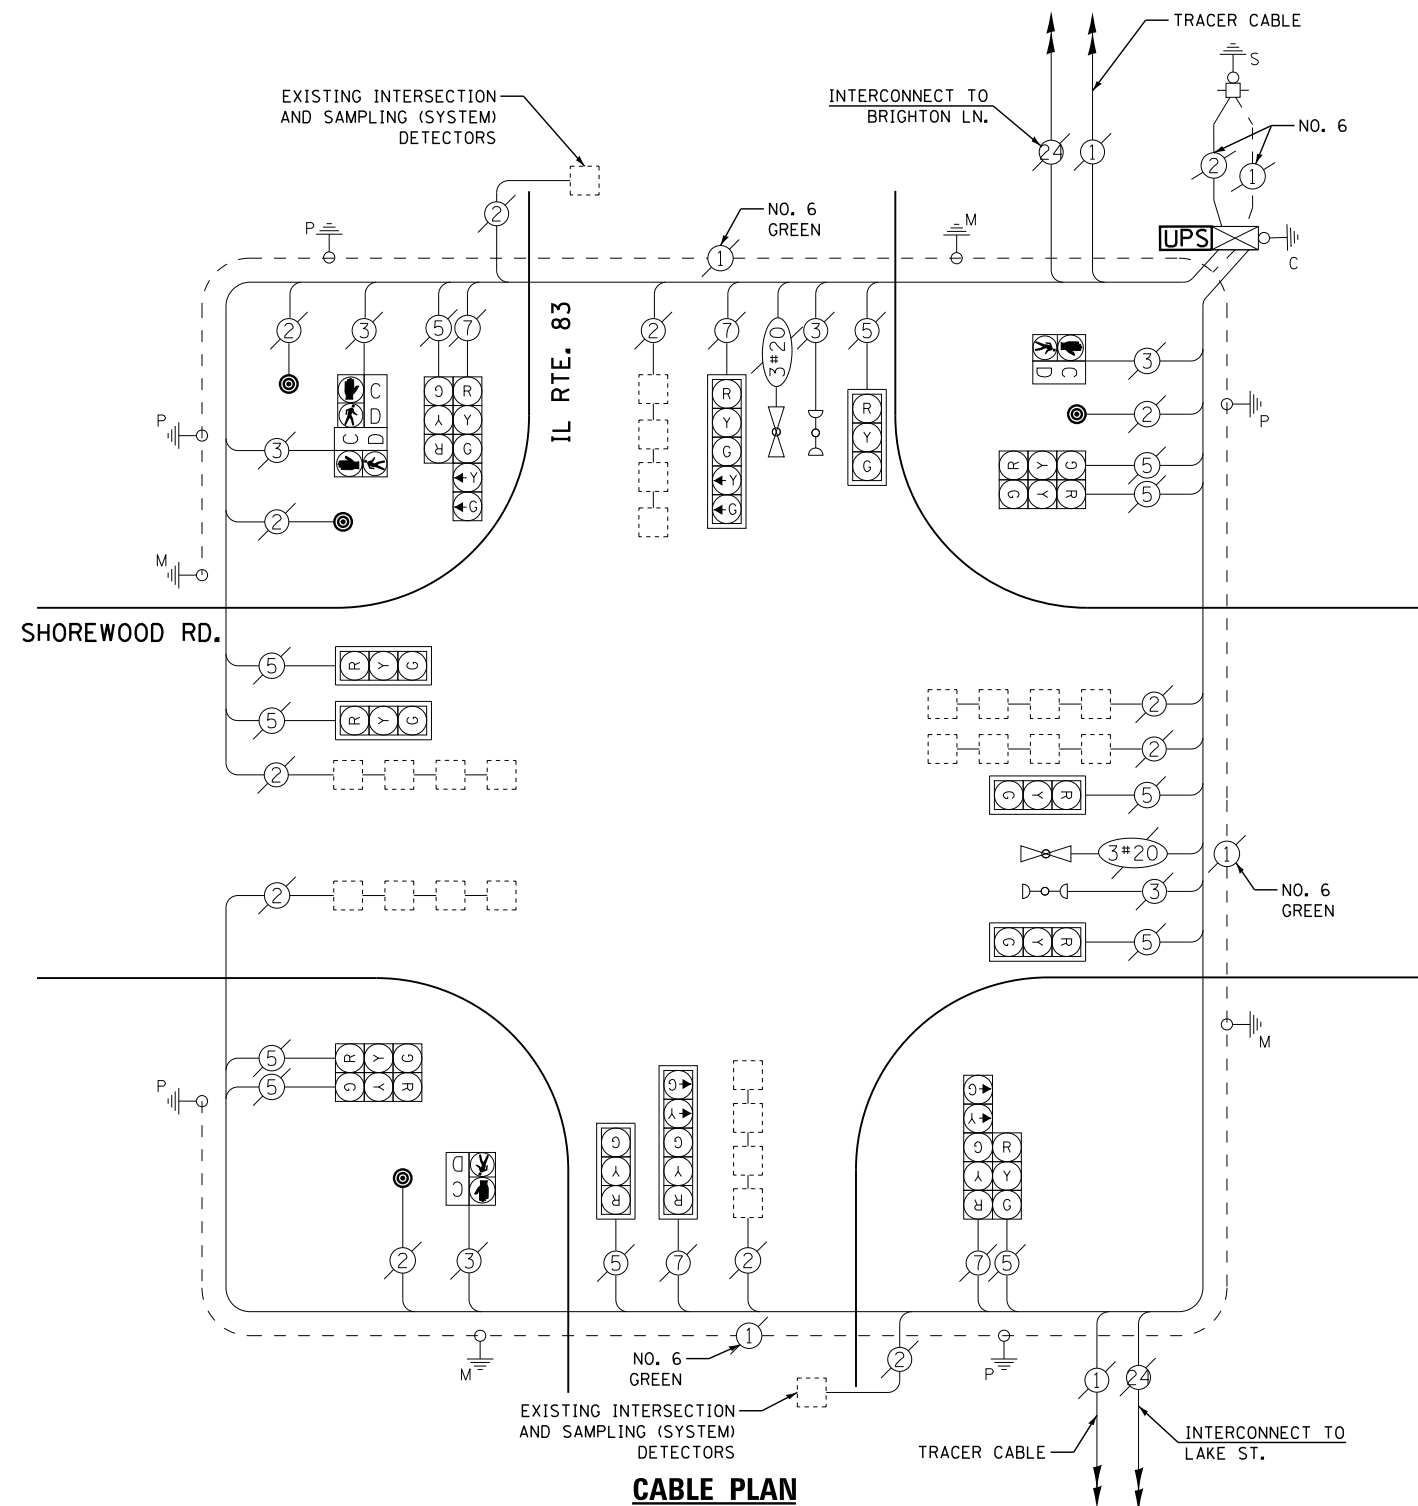 TRACER CABLE
S
EXISTING INTERSECTION
AND SAMPLING (SYSTEM)
DETECTORS
INTERCONNECT TO
BRIGHTON LN.
NO. 6
24
1
2
1
2
P
NO. 6
GREEN
M
UPS
C
1
2
3
5
7
IL RTE. 83
2
7
3#20
3
5
3
C
D
C
D
G
Y
R
R
Y
G
Y
G
R
Y
G
Y
G
R
Y
G
C
D
P
3
2
P
R
Y
G
5
G
Y
R
5
2
M
SHOREWOOD RD.
5
R
Y
G
5
R
Y
G
2
2
2
G
Y
R
5
3#20
1
3
NO. 6
GREEN
2
G
Y
R
5
M
5
R
Y
G
5
G
Y
R
P
D
C
G
Y
R
G
Y
G
Y
R
G
Y
G
Y
R
R
Y
G
2
3
5
7
2
7
5
M
NO. 6
GREEN
1
2
P
1
24
EXISTING INTERSECTION
AND SAMPLING (SYSTEM)
DETECTORS
TRACER CABLE
INTERCONNECT TO
LAKE ST.
CABLE PLAN